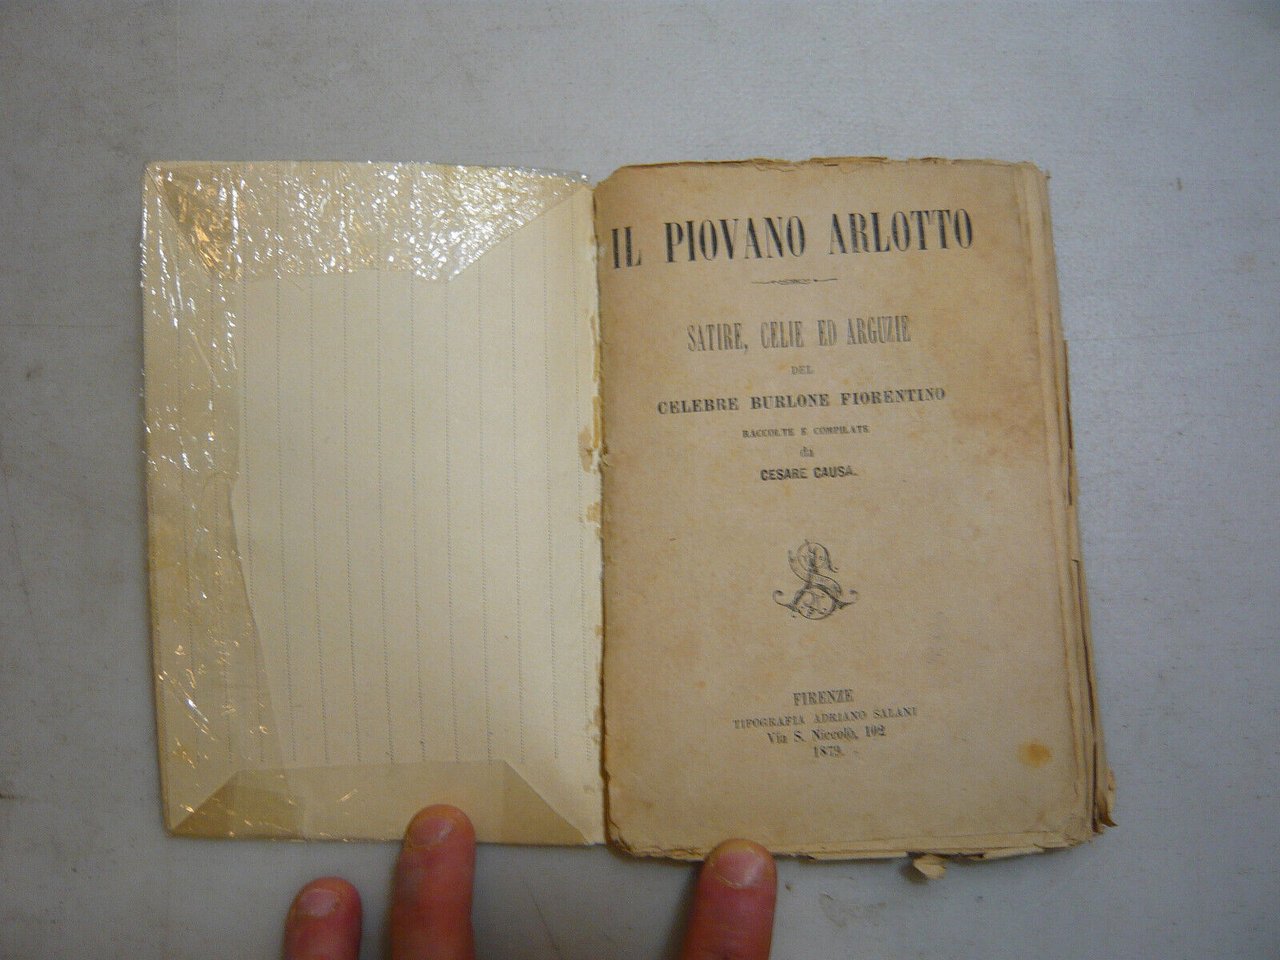 IL PIOVANO ARLOTTO
SATIRE, CELIE ED ARGUZIE
DEL
CELEBRE BURLONE FIORENTINO
RACCOLTE E COMPILATE
da
CESARE CAUSA.
FIRENZE
TIPOGRAFIA ADRIANO SALANI
Via S. Niccolò, 102
1879.